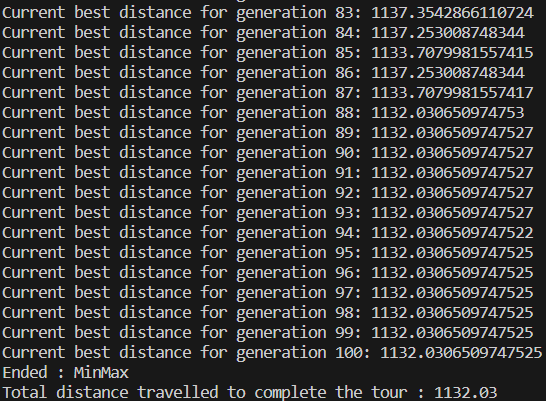 Current best distance for generation 83: 1137.3542866110724
Current best distance for generation 84: 1137.253008748344
Current best distance for generation 85: 1133.7079981557415
Current best distance for generation 86: 1137.253008748344
Current best distance for generation 87: 1133.7079981557417
Current best distance for generation 88: 1132.030650974753
Current best distance for generation 89: 1132.0306509747527
Current best distance for generation 90: 1132.0306509747527
Current best distance for generation 91: 1132.0306509747527
Current best distance for generation 92: 1132.0306509747527
Current best distance for generation 93: 1132.0306509747527
Current best distance for generation 94: 1132.0306509747522
Current best distance for generation 95: 1132.0306509747525
Current best distance for generation 96: 1132.0306509747525
Current best distance for generation 97: 1132.0306509747525
Current best distance for generation 98: 1132.0306509747525
Current best distance for generation 99: 1132.0306509747525
Current best distance for generation 100: 1132.0306509747525
Ended : MinMax
Total distance travelled to complete the tour : 1132.03